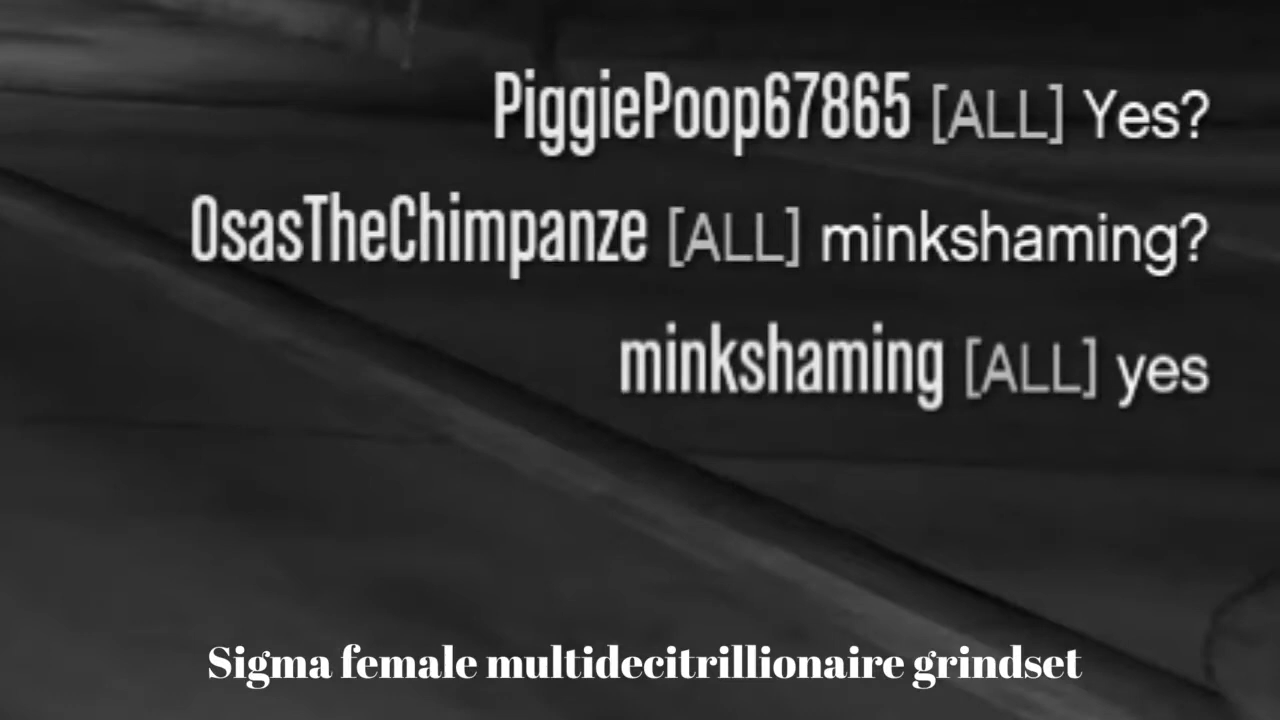 PiggiePoop67865 [ALL] Yes?
OsasTheChimpanze [ALL] minkshaming?
minkshaming [ALL] yes
Sigma female multidecitrillionaire grindset